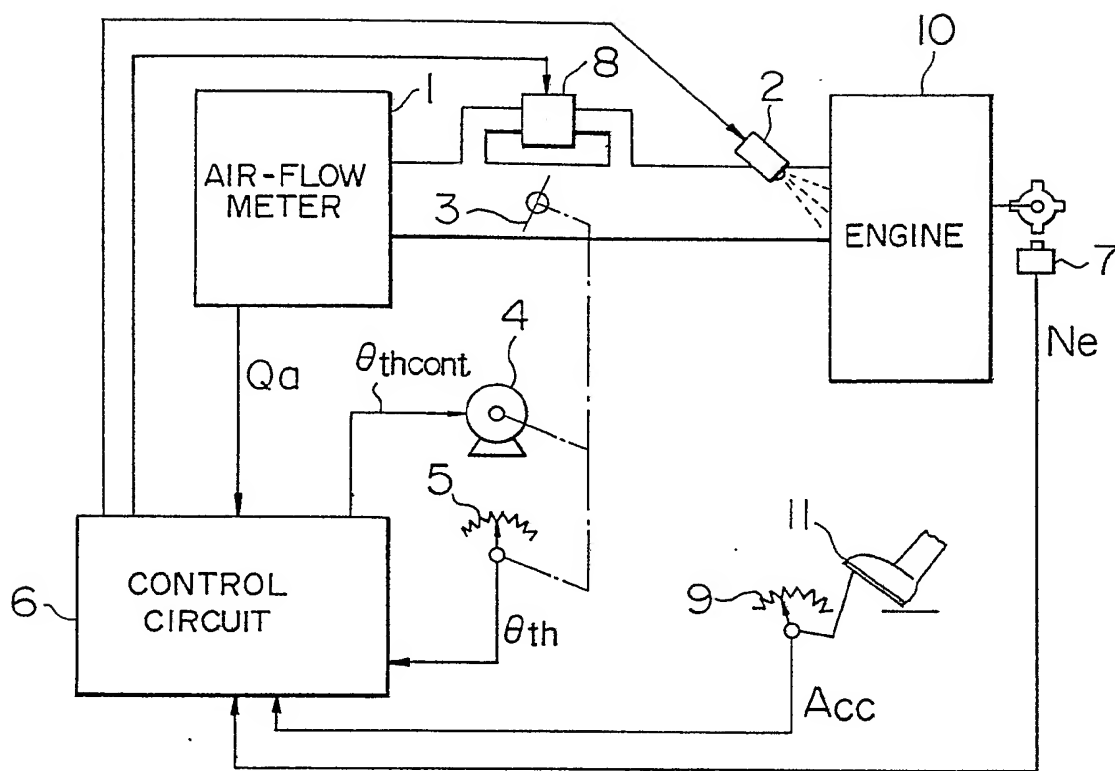 10
8
1
2
AIR-FLOW
METER
3
ENGINE
7
4
Ne
Qa
θthcont
5
11
CONTROL
CIRCUIT
9
6
θth
Acc